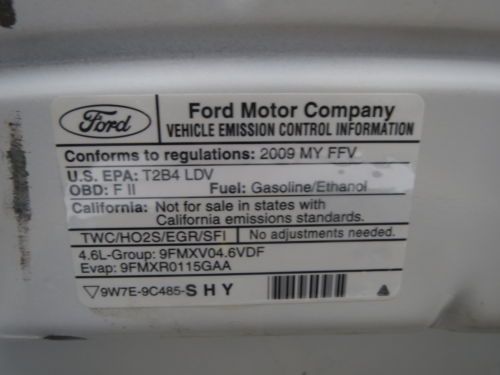 Ford
Ford Motor Company
VEHICLE EMISSION CONTROL INFORMATION
Conforms to regulations: 2009 MY FFV
U.S. EPA: T2B4 LDV
OBD: F II Fuel: Gasoline/Ethanol
California: Not for sale in states with
California emissions standards.
TWC/HO2S/EGR/SFI No adjustments needed.
4.6L-Group: 9FMXV04.6VDF
Evap: 9FMXR0115GAA
9W7E-9C485-S H Y